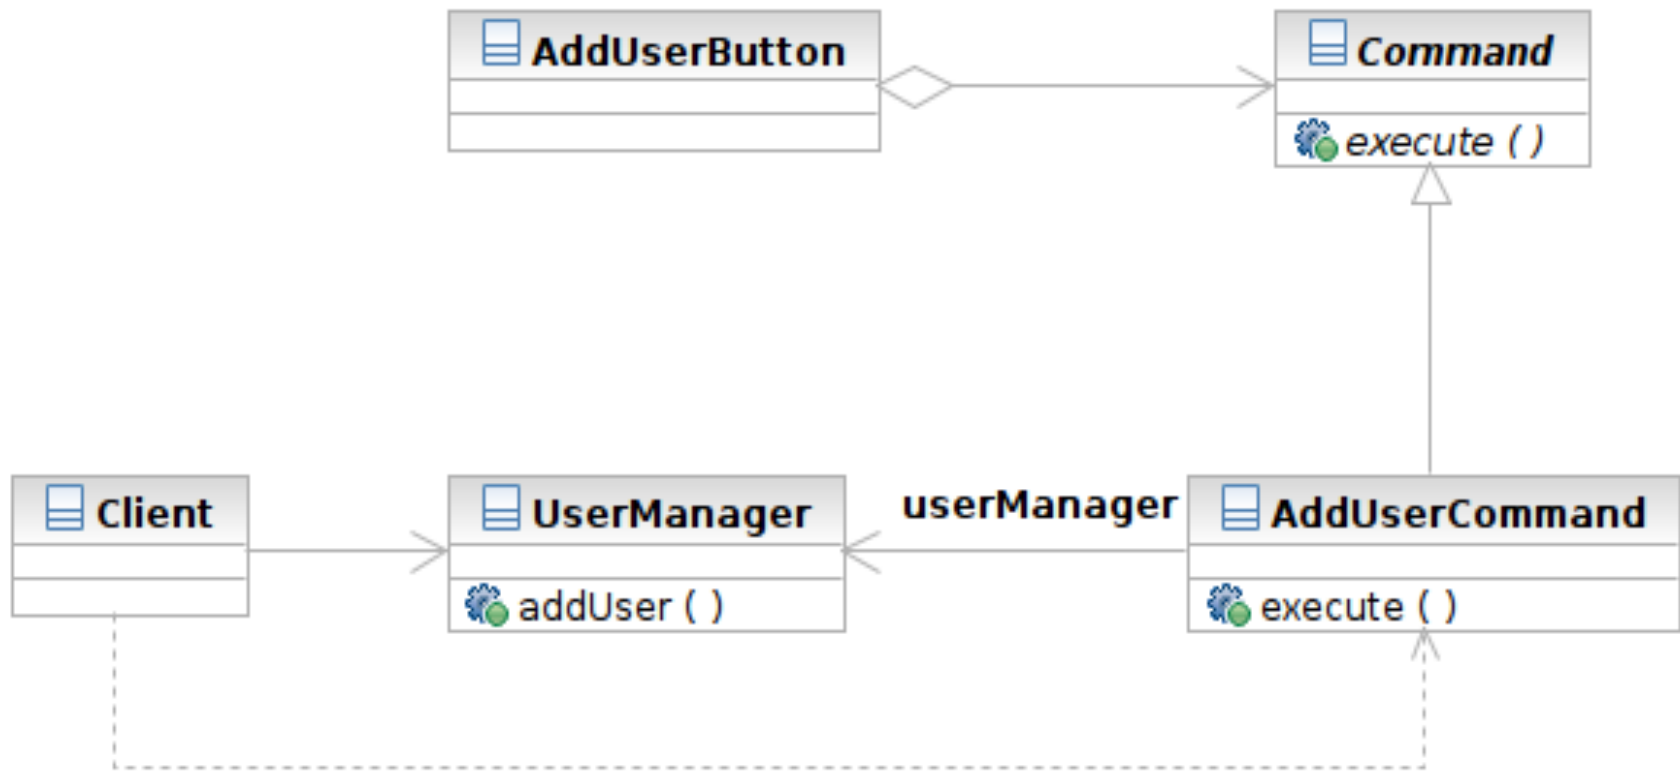 AddUserButton
Command
execute ( )
Client
UserManager
userManager
AddUserCommand
addUser ( )
execute ( )